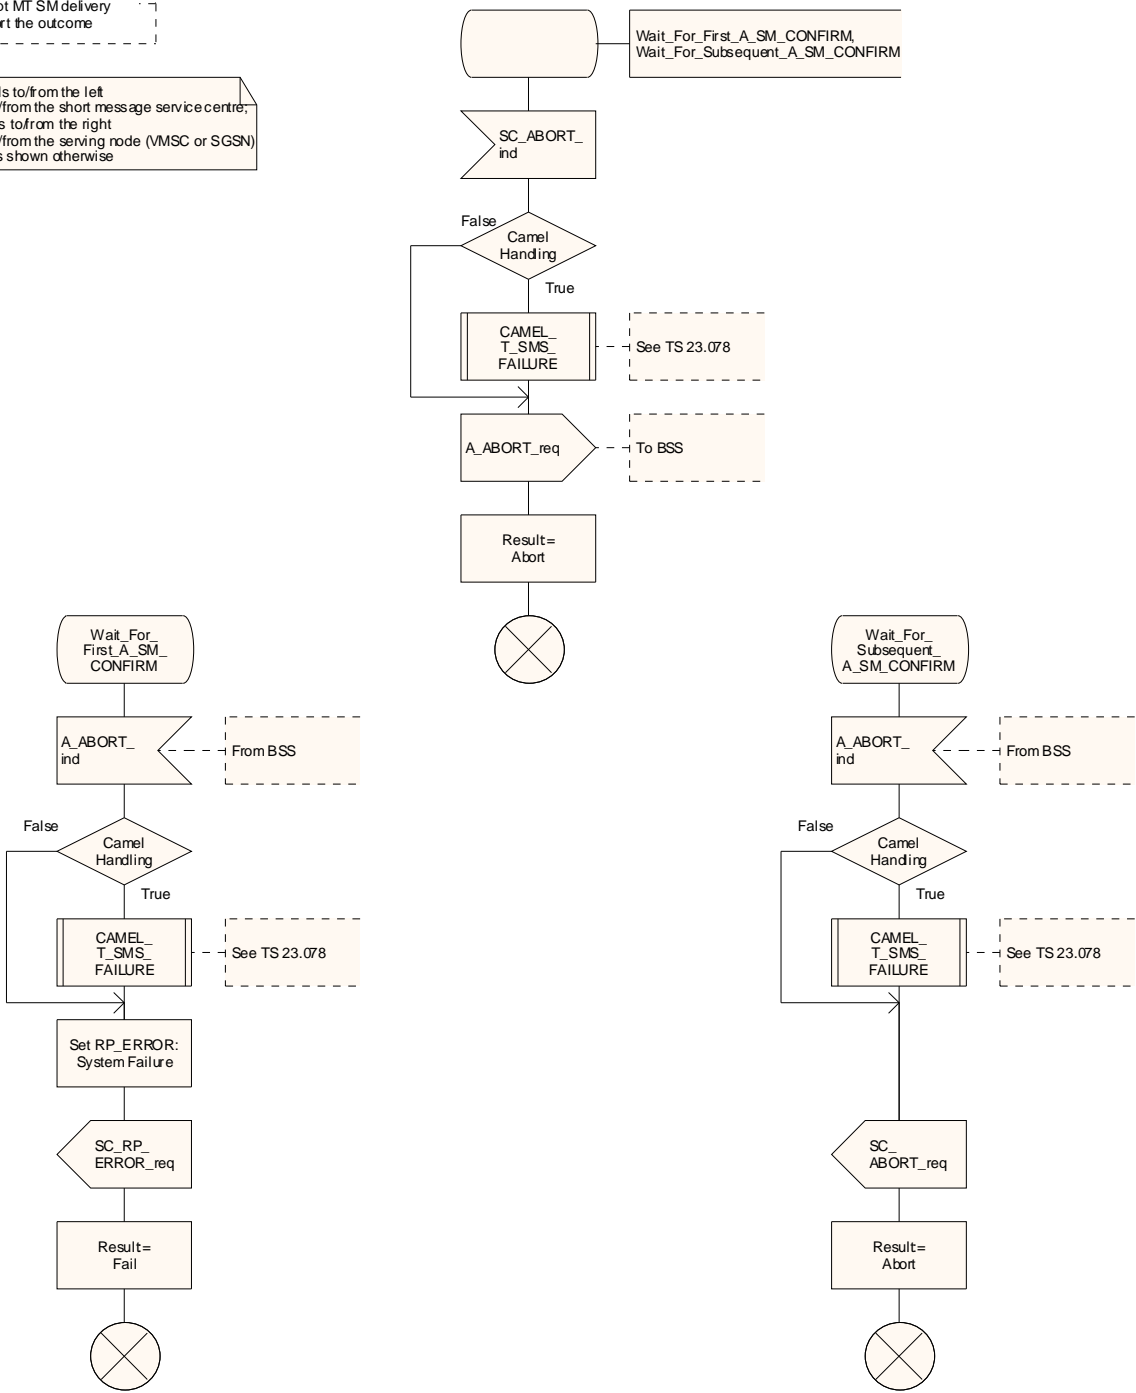 ot MT SM delivery
rt the outcome
ls to/from the left
/from the short message service centre;
s to/from the right
/from the serving node (VMSC or SGSN)
s shown otherwise
Wait_For_First_A_SM_CONFIRM,
Wait_For_Subsequent_A_SM_CONFIRM
SC_ABORT_
ind
False
Camel
Handling
True
CAMEL_
T_SMS_
FAILURE
See TS 23.078
A_ABORT_req
To BSS
Result=
Abort
Wait_For_
First_A_SM_
CONFIRM
A_ABORT_
ind
From BSS
False
Camel
Handling
True
CAMEL_
T_SMS_
FAILURE
See TS 23.078
Set RP_ERROR:
System Failure
SC_RP_
ERROR_req
Result=
Fail
Wait_For_
Subsequent_
A_SM_CONFIRM
A_ABORT_
ind
From BSS
False
Camel
Handling
True
CAMEL_
T_SMS_
FAILURE
See TS 23.078
SC_
ABORT_req
Result=
Abort